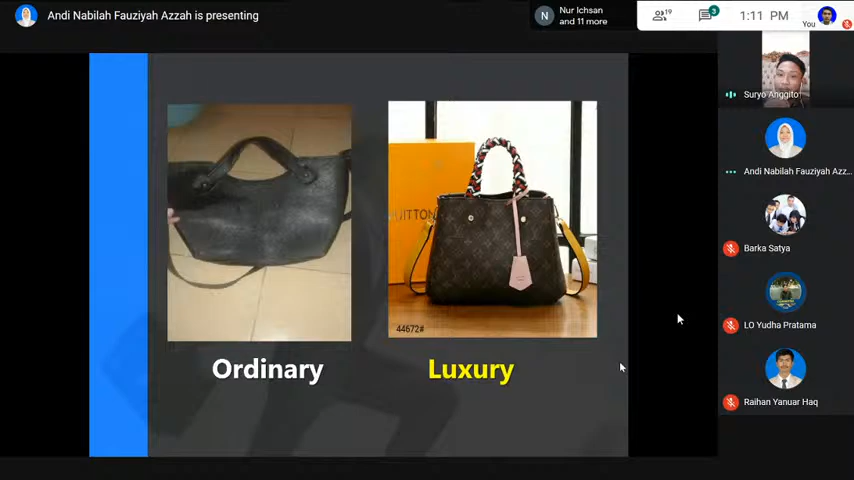 Andi Nabilah Fauziyah Azzah is presenting
N
Nur Ichsan
and 11 more
19
3
1:11 PM
You
Suryo Anggito
Andi Nabilah Fauziyah Azz...
Barka Satya
LO Yudha Pratama
Raihan Yanuar Haq
UITTON
44672#
Ordinary
Luxury